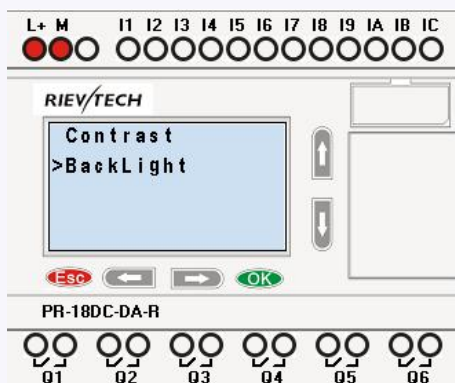 L+ M I1 I2 I3 I4 I5 I6 I7 I8 I9 IA IB IC
RIEV/TECH
Contrast
>BackLight
Esc OK
PR-18DC-DA-R
Q1 Q2 Q3 Q4 Q5 Q6